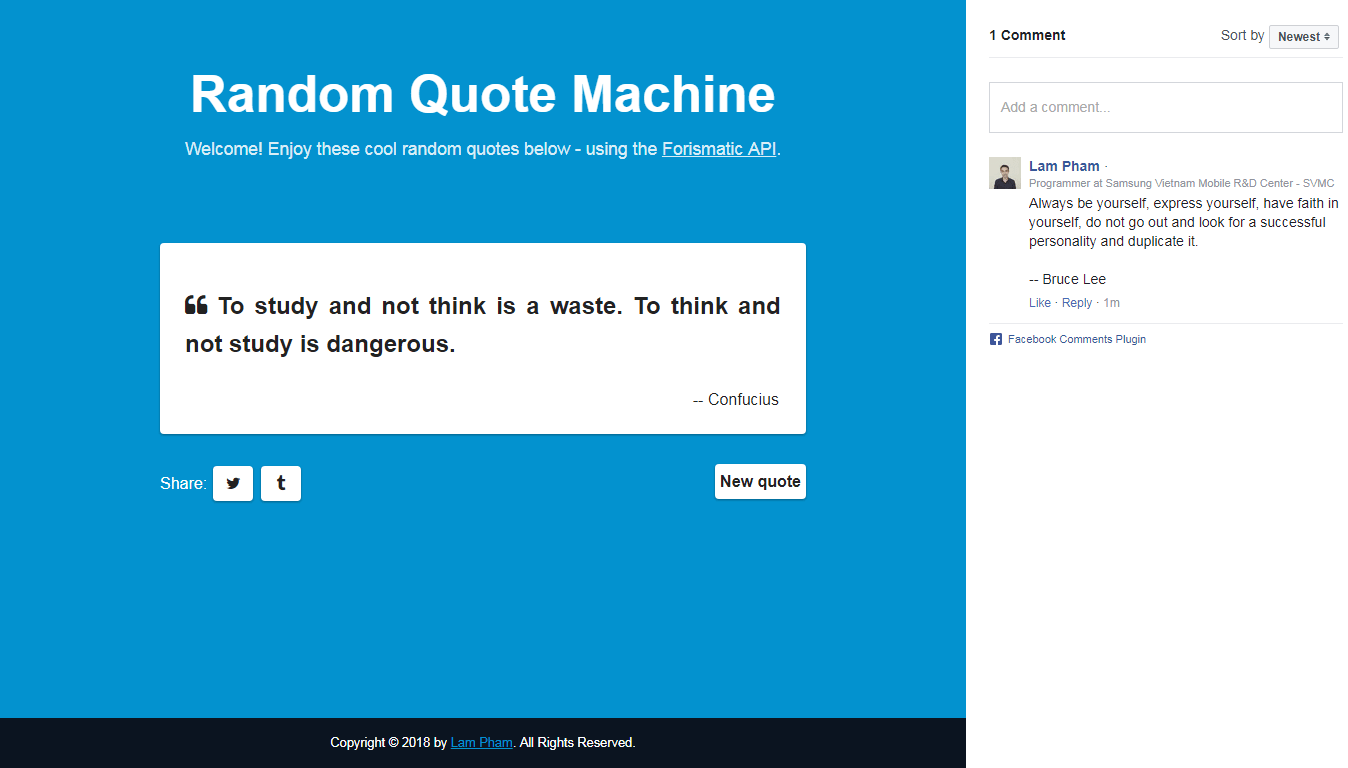 Random Quote Machine
Welcome! Enjoy these cool random quotes below - using the Forismatic API.
To study and not think is a waste. To think and
not study is dangerous.
-- Confucius
Share:
New quote
Copyright © 2018 by Lam Pham. All Rights Reserved.
1 Comment
Sort by Newest
Add a comment...
Lam Pham ·
Programmer at Samsung Vietnam Mobile R&D Center - SVMC
Always be yourself, express yourself, have faith in
yourself, do not go out and look for a successful
personality and duplicate it.
-- Bruce Lee
Like · Reply · 1m
Facebook Comments Plugin